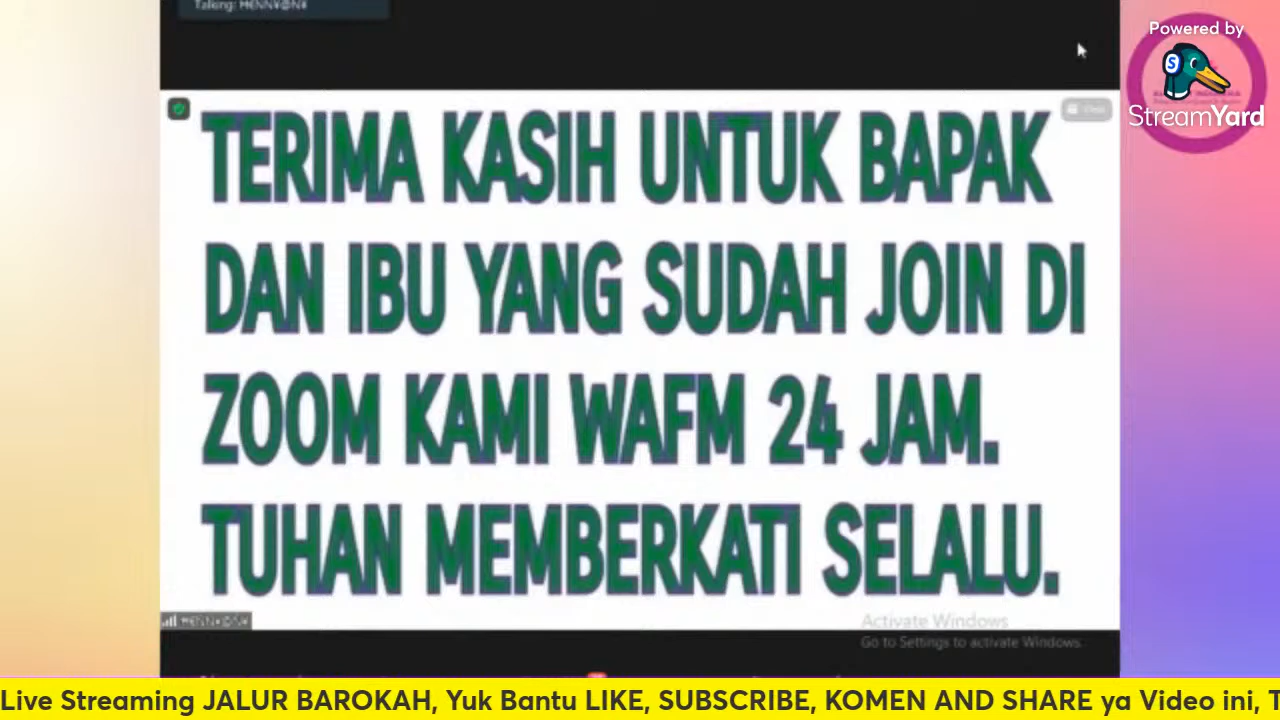 Talking: ₩€NN¥@N¥
Powered by
StreamYard
TERIMA KASIH UNTUK BAPAK
DAN IBU YANG SUDAH JOIN DI
ZOOM KAMI WAFM 24 JAM.
TUHAN MEMBERKATI SELALU.
Activate Windows
Go to Settings to activate Windows.
Live Streaming JALUR BAROKAH, Yuk Bantu LIKE, SUBSCRIBE, KOMEN AND SHARE ya Video ini, T